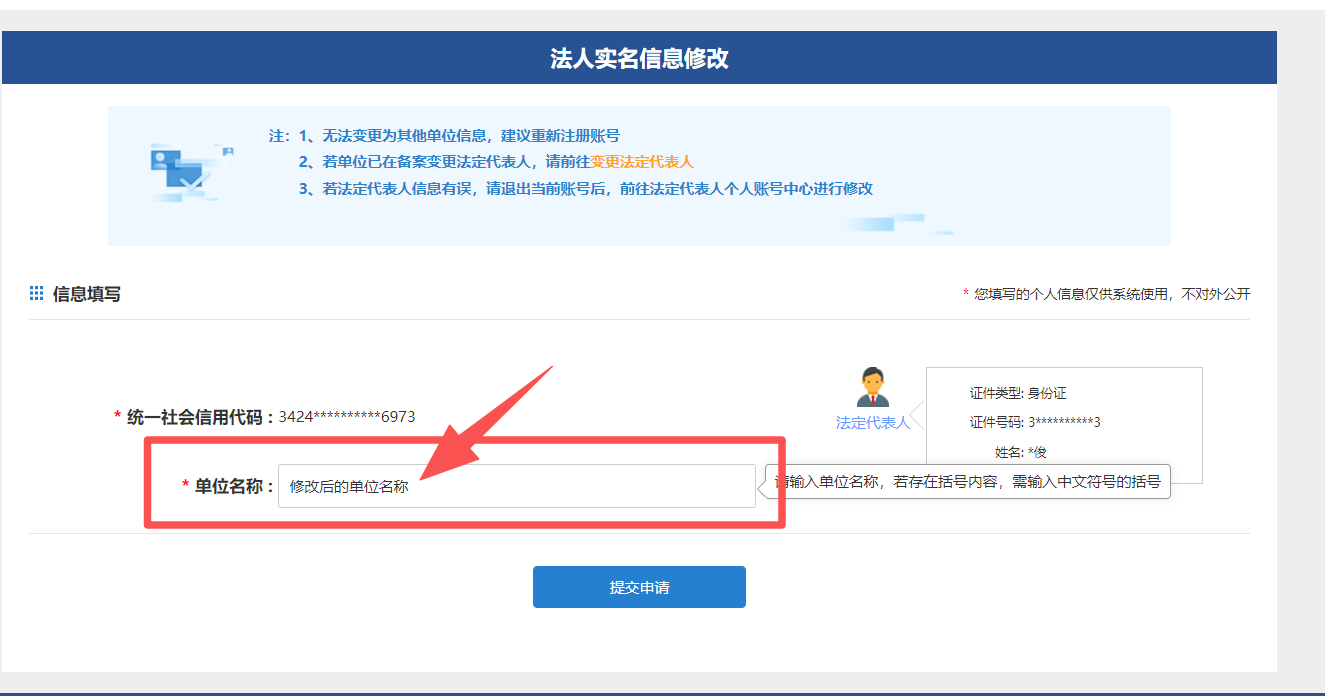 法人实名信息修改
注：1、无法变更为其他单位信息，建议重新注册账号
2、若单位已在备案变更法定代表人，请前往变更法定代表人
3、若法定代表人信息有误，请退出当前账号后，前往法定代表人个人账号中心进行修改
信息填写
* 您填写的个人信息仅供系统使用，不对外公开
* 统一社会信用代码：3424**********6973
法定代表人
证件类型: 身份证
证件号码: 3**********3
姓名: *俊
* 单位名称：修改后的单位名称
请输入单位名称，若存在括号内容，需输入中文符号的括号
提交申请